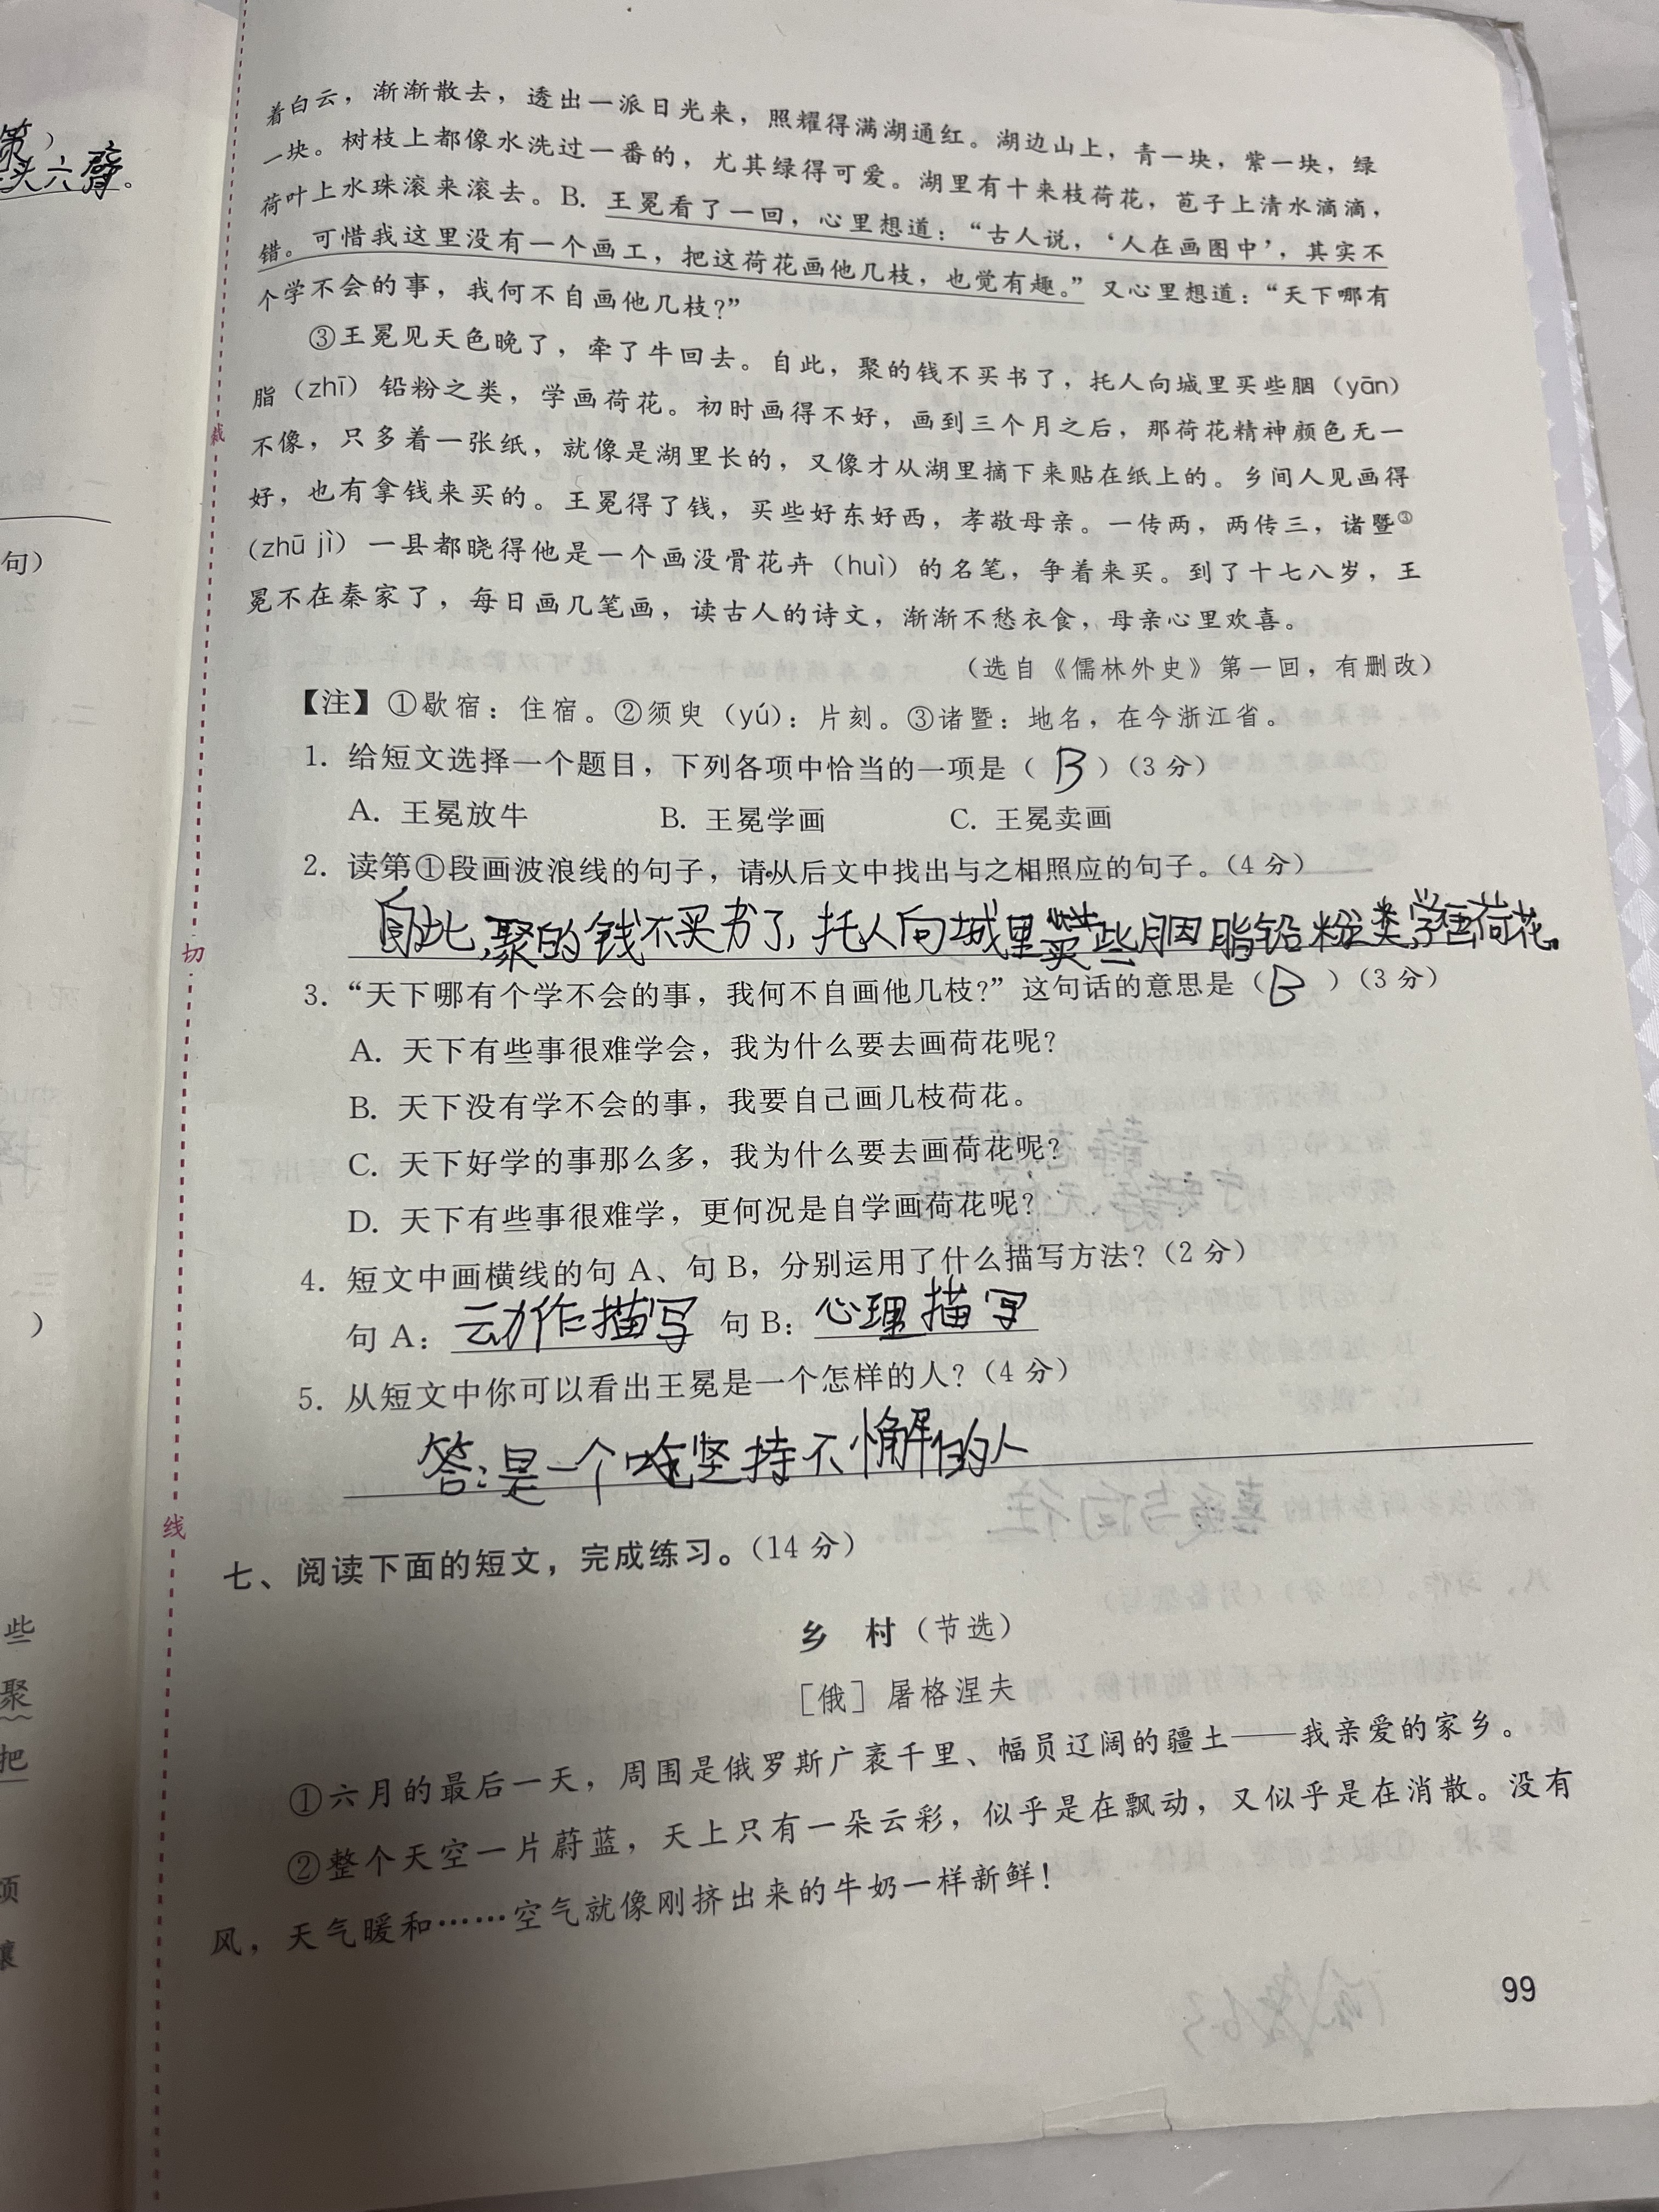 着白云，渐渐散去，透出一派日光来，照耀得满湖通红。湖边山上，青一块，紫一块，绿
一块。树枝上都像水洗过一番的，尤其绿得可爱。湖里有十来枝荷花，苞子上清水滴滴，
荷叶上水珠滚来滚去。B. 王冕看了一回，心里想道：“古人说，‘人在画图中’，其实不
错。可惜我这里没有一个画工，把这荷花画他几枝，也觉有趣。”又心里想道：“天下哪有
个学不会的事，我何不自画他几枝？”
③王冕见天色晚了，牵了牛回去。自此，聚的钱不买书了，托人向城里买些胭（yān）
脂（zhī）铅粉之类，学画荷花。初时画得不好，画到三个月之后，那荷花精神颜色无一
不像，只多着一张纸，就像是湖里长的，又像才从湖里摘下来贴在纸上的。乡间人见画得
好，也有拿钱来买的。王冕得了钱，买些好东好西，孝敬母亲。一传两，两传三，诸暨③
（zhū jì）一县都晓得他是一个画没骨花卉（huì）的名笔，争着来买。到了十七八岁，王
冕不在秦家了，每日画几笔画，读古人的诗文，渐渐不愁衣食，母亲心里欢喜。
（选自《儒林外史》第一回，有删改）
【注】①歇宿：住宿。②须臾（yú）：片刻。③诸暨：地名，在今浙江省。
1. 给短文选择一个题目，下列各项中恰当的一项是（ B ）（3 分）
A. 王冕放牛 B. 王冕学画 C. 王冕卖画
2. 读第①段画波浪线的句子，请从后文中找出与之相照应的句子。（4 分）
自此，聚的钱不买书了，托人向城里买些胭脂铅粉之类，学画荷花。
3. “天下哪有个学不会的事，我何不自画他几枝？”这句话的意思是（ B ）（3 分）
A. 天下有些事很难学会，我为什么要去画荷花呢？
B. 天下没有学不会的事，我要自己画几枝荷花。
C. 天下好学的事那么多，我为什么要去画荷花呢？
D. 天下有些事很难学，更何况是自学画荷花呢？
4. 短文中画横线的句 A、句 B，分别运用了什么描写方法？（2 分）
句 A：动作描写 句 B：心理描写
5. 从短文中你可以看出王冕是一个怎样的人？（4 分）
答：是一个坚持不懈的人
七、阅读下面的短文，完成练习。（14 分）
乡 村（节选）
［俄］屠格涅夫
①六月的最后一天，周围是俄罗斯广袤千里、幅员辽阔的疆土——我亲爱的家乡。
②整个天空一片蔚蓝，天上只有一朵云彩，似乎是在飘动，又似乎是在消散。没有
风，天气暖和……空气就像刚挤出来的牛奶一样新鲜！
99
裁
切
线
头六臂。
句）
）
些
聚
把